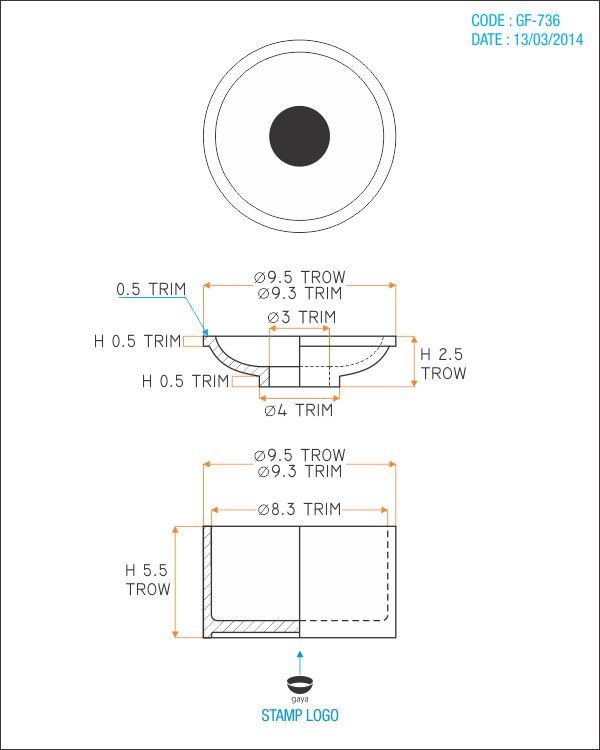 CODE : GF-736
DATE : 13/03/2014
0.5 TRIM
⌀9.5 TROW
⌀9.3 TRIM
⌀3 TRIM
H 0.5 TRIM
H 2.5
TROW
H 0.5 TRIM
⌀4 TRIM
⌀9.5 TROW
⌀9.3 TRIM
⌀8.3 TRIM
H 5.5
TROW
gaya
STAMP LOGO